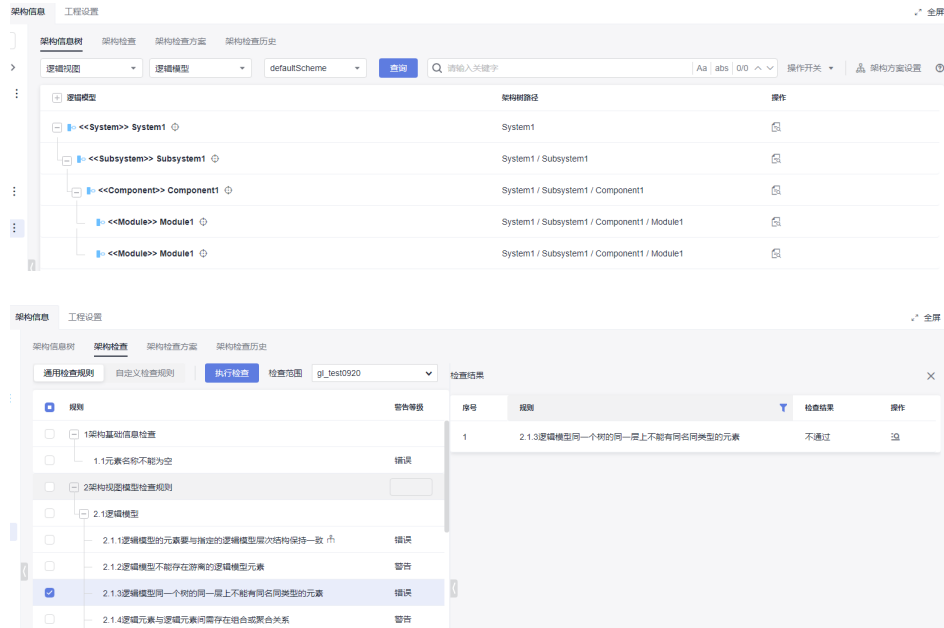 架构信息 工程设置 全屏
架构信息树 架构检查 架构检查方案 架构检查历史
逻辑视图 逻辑模型 defaultScheme 查询 请输入关键字 Aa abs 0/0 操作开关 架构方案设置
逻辑模型 架构树路径 操作
<<System>> System1 System1
<<Subsystem>> Subsystem1 System1 / Subsystem1
<<Component>> Component1 System1 / Subsystem1 / Component1
<<Module>> Module1 System1 / Subsystem1 / Component1 / Module1
<<Module>> Module1 System1 / Subsystem1 / Component1 / Module1
架构信息 工程设置 全屏
架构信息树 架构检查 架构检查方案 架构检查历史
通用检查规则 自定义检查规则 执行检查 检查范围 gl_test0920 检查结果
规则 警告等级 序号 规则 检查结果 操作
1架构基础信息检查 1 2.1.3逻辑模型同一个树的同一层上不能有同名同类型的元素 不通过
1.1元素名称不能为空 错误
2架构视图模型检查规则
2.1逻辑模型
2.1.1逻辑模型的元素要与指定的逻辑模型层次结构保持一致 错误
2.1.2逻辑模型不能存在游离的逻辑模型元素 警告
2.1.3逻辑模型同一个树的同一层上不能有同名同类型的元素 错误
2.1.4逻辑元素与逻辑元素间需存在组合或聚合关系 警告